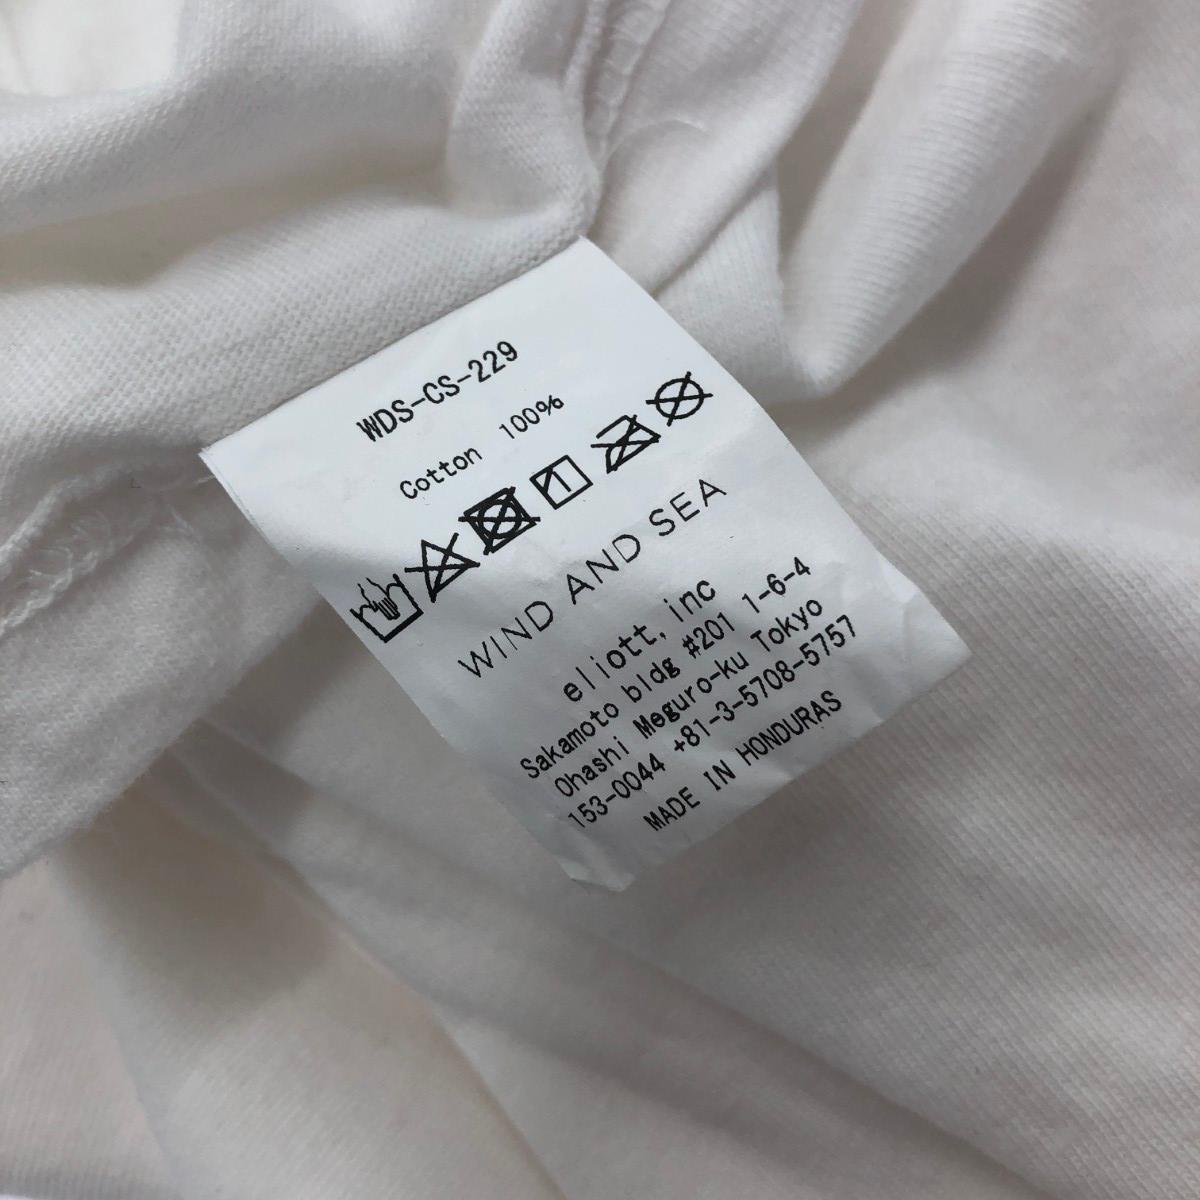 WDS-CS-229
Cotton 100%
WIND AND SEA
eliott, inc
Sakamoto bldg #201 1-6-4
Ohashi Meguro-ku Tokyo
153-0044 +81-3-5708-5757
MADE IN HONDURAS